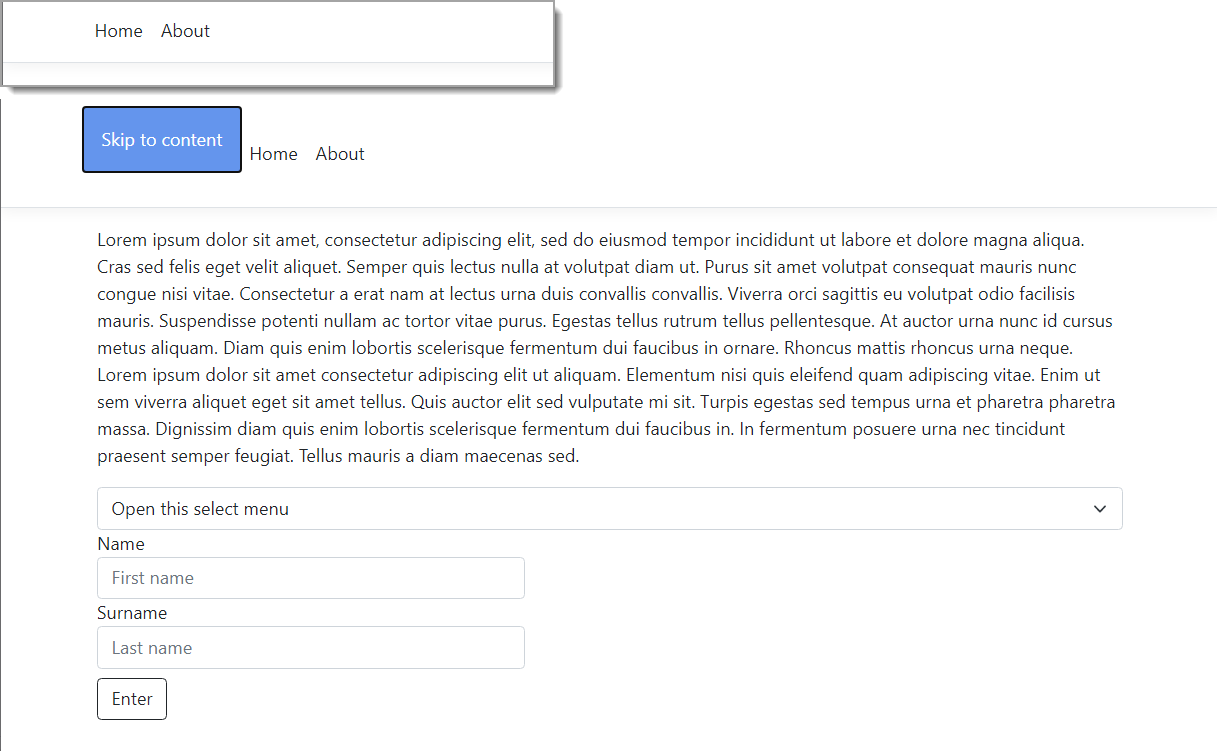 Home About
Skip to content Home About
Lorem ipsum dolor sit amet, consectetur adipiscing elit, sed do eiusmod tempor incididunt ut labore et dolore magna aliqua.
Cras sed felis eget velit aliquet. Semper quis lectus nulla at volutpat diam ut. Purus sit amet volutpat consequat mauris nunc
congue nisi vitae. Consectetur a erat nam at lectus urna duis convallis convallis. Viverra orci sagittis eu volutpat odio facilisis
mauris. Suspendisse potenti nullam ac tortor vitae purus. Egestas tellus rutrum tellus pellentesque. At auctor urna nunc id cursus
metus aliquam. Diam quis enim lobortis scelerisque fermentum dui faucibus in ornare. Rhoncus mattis rhoncus urna neque.
Lorem ipsum dolor sit amet consectetur adipiscing elit ut aliquam. Elementum nisi quis eleifend quam adipiscing vitae. Enim ut
sem viverra aliquet eget sit amet tellus. Quis auctor elit sed vulputate mi sit. Turpis egestas sed tempus urna et pharetra pharetra
massa. Dignissim diam quis enim lobortis scelerisque fermentum dui faucibus in. In fermentum posuere urna nec tincidunt
praesent semper feugiat. Tellus mauris a diam maecenas sed.
Open this select menu
Name
First name
Surname
Last name
Enter